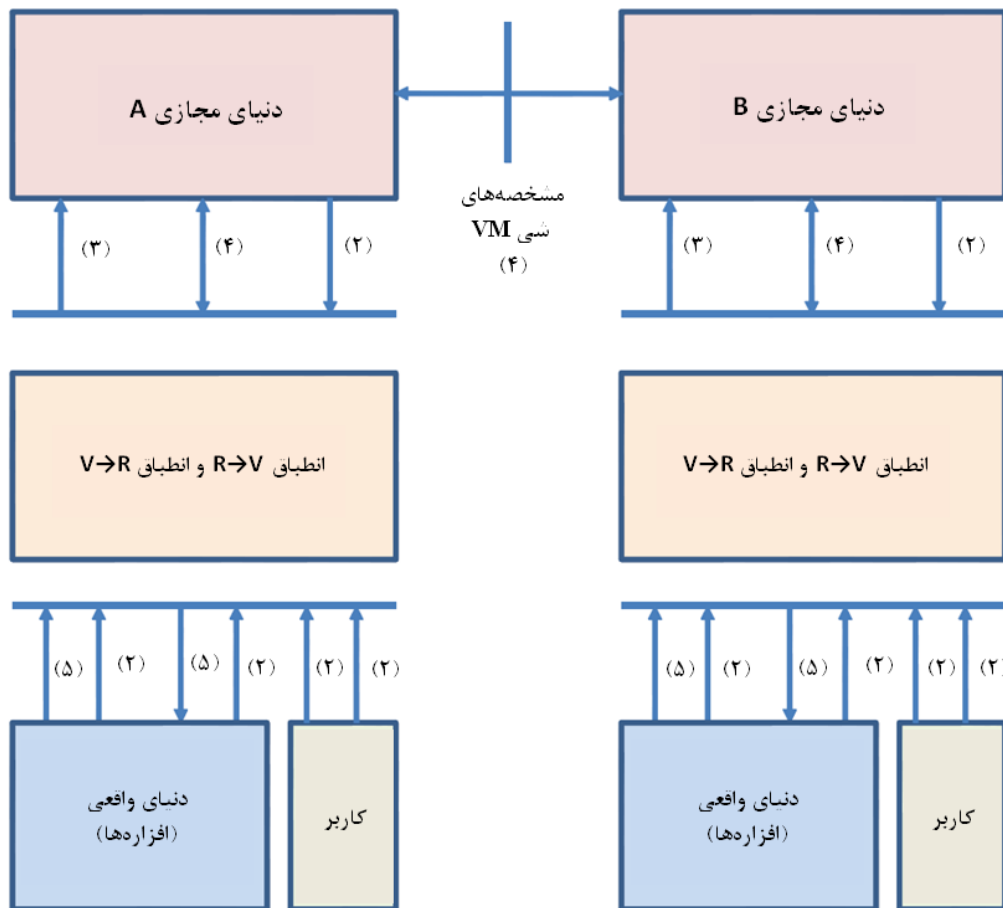 دنیای مجازی A
دنیای مجازی B
مشخصه‌های
شی VM
(۴)
(۳)
(۴)
(۲)
(۳)
(۴)
(۲)
انطباق R→V و انطباق V→R
انطباق R→V و انطباق V→R
(۵)
(۲)
(۵)
(۲)
(۲)
(۲)
(۵)
(۲)
(۵)
(۲)
(۲)
(۲)
دنیای واقعی
(افزاره‌ها)
کاربر
دنیای واقعی
(افزاره‌ها)
کاربر